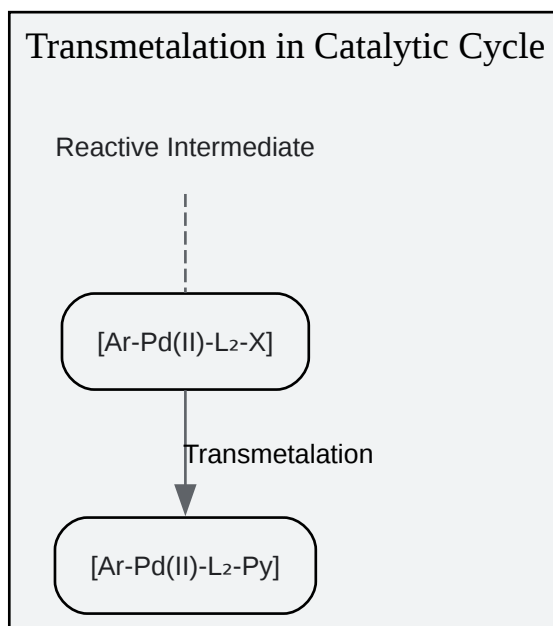 Transmetalation in Catalytic Cycle
Reactive Intermediate
[Ar-Pd(II)-L₂-X]
Transmetalation
[Ar-Pd(II)-L₂-Py]